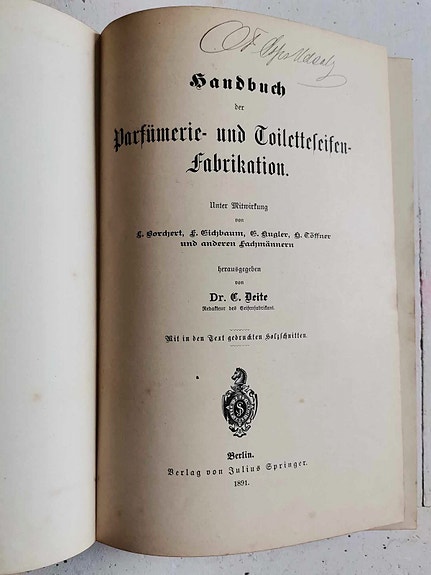 Handbuch
der
Parfümerie- und Toiletteseifen-
Fabrikation.
Unter Mitwirkung
von
L. Borchert, F. Eichbaum, E. Kugler, H. Töffner
und anderen Fachmännern
herausgegeben
von
Dr. C. Deite
Redakteur des Seifenfabrikant.
Mit in den Text gedruckten Holzschnitten.
Berlin.
Verlag von Julius Springer.
1891.